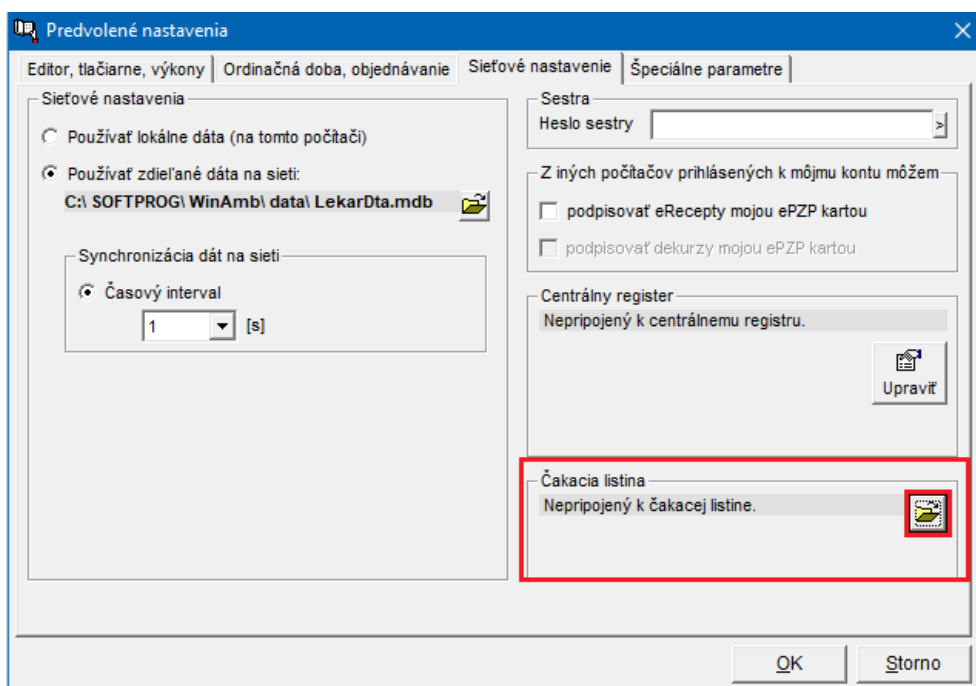 Predvolené nastavenia
Editor, tlačiarne, výkony
Ordinačná doba, objednávanie
Sieťové nastavenie
Špeciálne parametre
Sieťové nastavenia
Používať lokálne dáta (na tomto počítači)
Používať zdieľané dáta na sieti:
C:\ SOFTPROG\ WinAmb\ data\ LekarDta.mdb
Synchronizácia dát na sieti
Časový interval
1
[s]
Sestra
Heslo sestry
>
Z iných počítačov prihlásených k môjmu kontu môžem
podpisovať eRecepty mojou ePZP kartou
podpisovať dekurzy mojou ePZP kartou
Centrálny register
Nepripojený k centrálnemu registru.
Upraviť
Čakacia listina
Nepripojený k čakacej listine.
OK
Storno